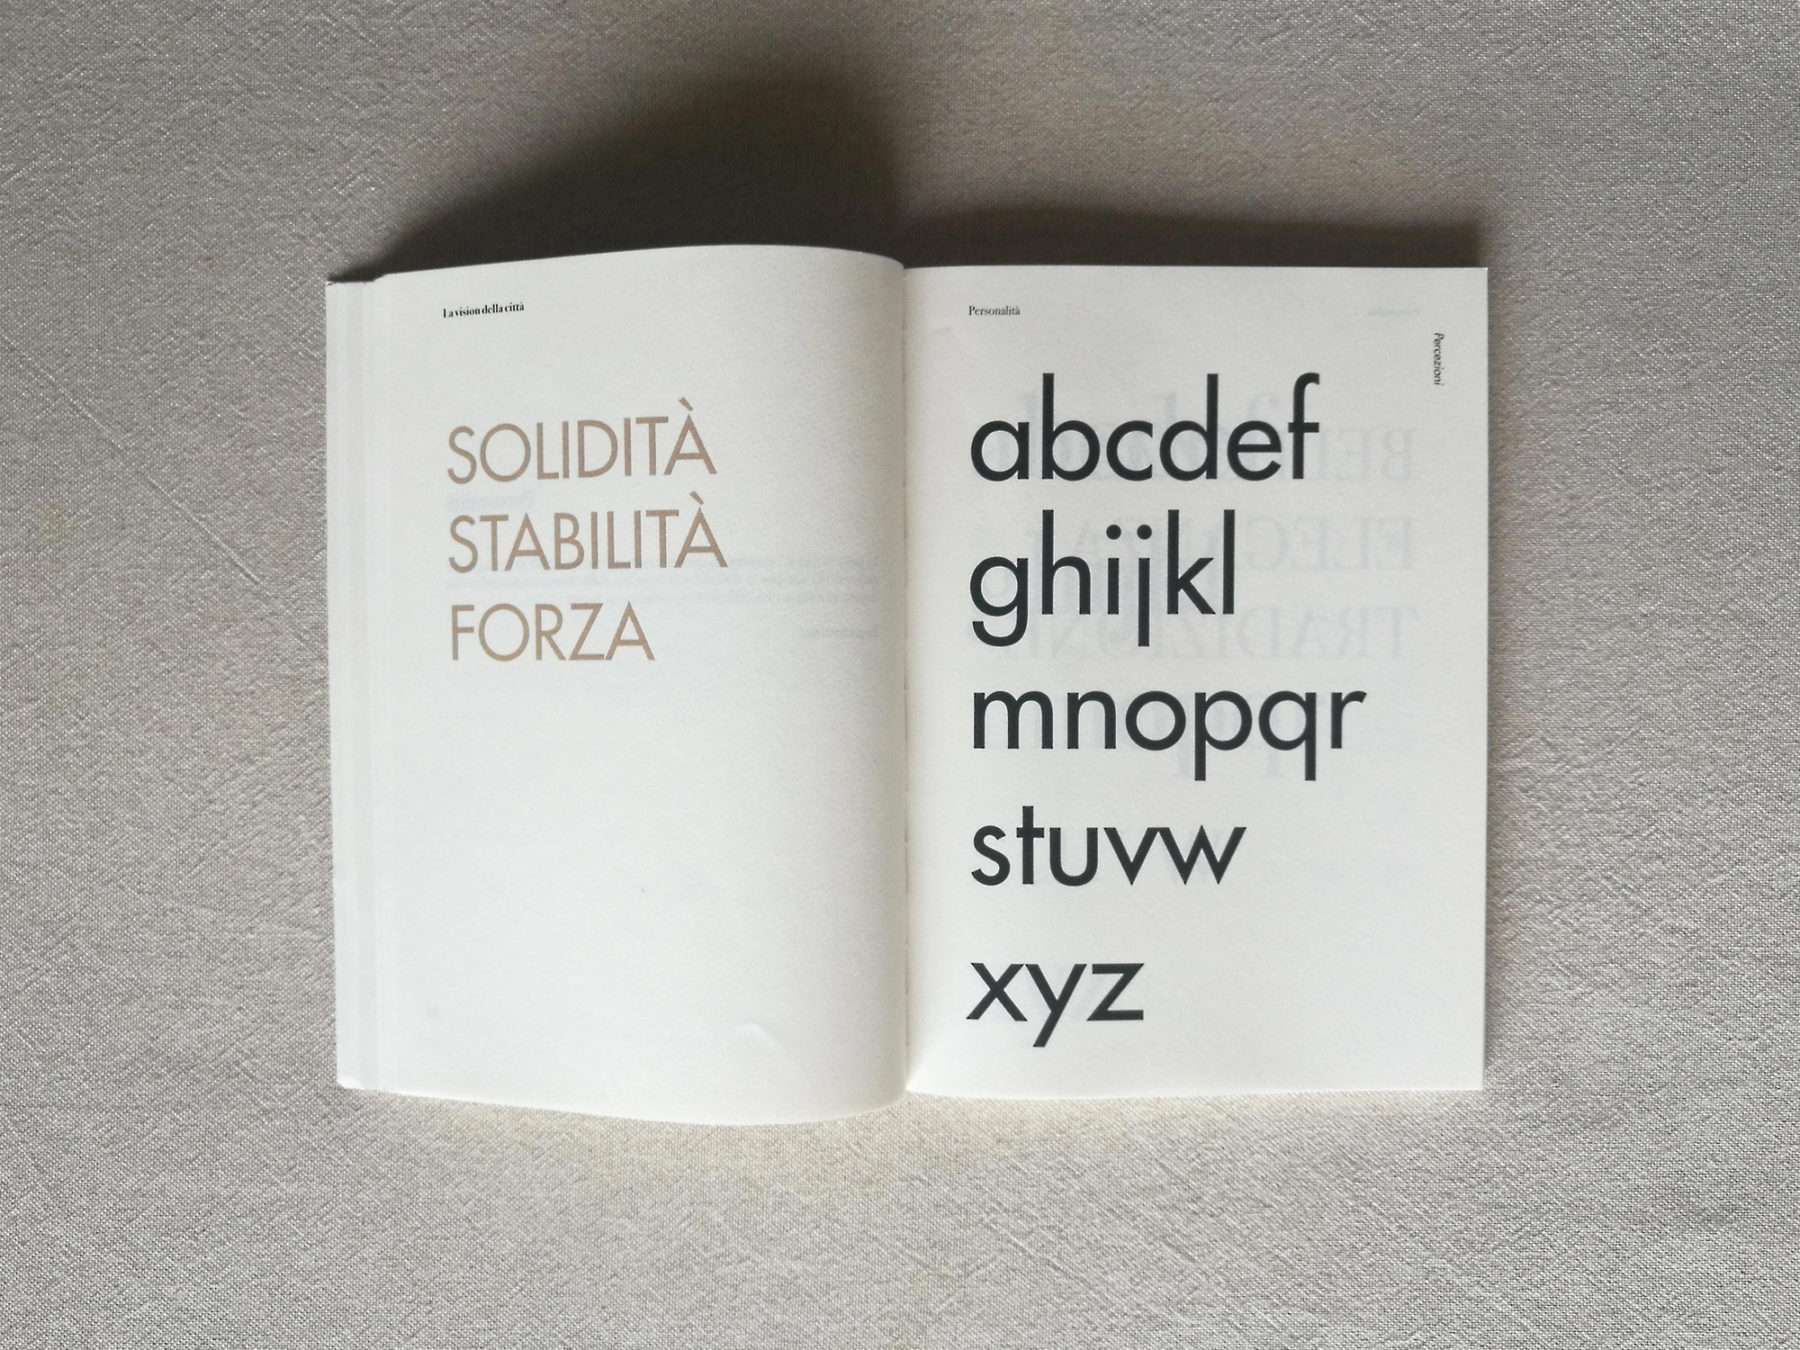 La vision della città
SOLIDITÀ
STABILITÀ
FORZA
Personalità
Percezioni
abcdef
ghijkl
mnopqr
stuvw
xyz